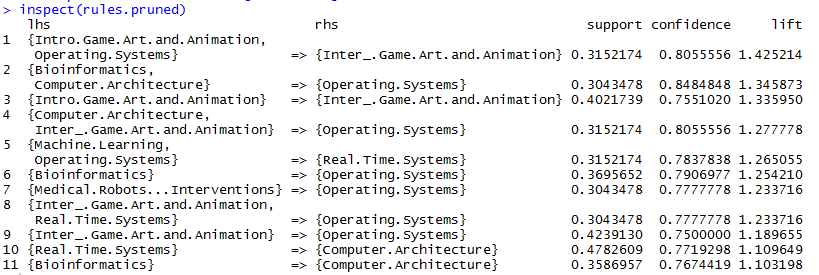 > inspect(rules.pruned)
lhs rhs support confidence lift
1 {Intro.Game.Art.and.Animation,
Operating.Systems} => {Inter_.Game.Art.and.Animation} 0.3152174 0.8055556 1.425214
2 {Bioinformatics,
Computer.Architecture} => {Operating.Systems} 0.3043478 0.8484848 1.345873
3 {Intro.Game.Art.and.Animation} => {Inter_.Game.Art.and.Animation} 0.4021739 0.7551020 1.335950
4 {Computer.Architecture,
Inter_.Game.Art.and.Animation} => {Operating.Systems} 0.3152174 0.8055556 1.277778
5 {Machine.Learning,
Operating.Systems} => {Real.Time.Systems} 0.3152174 0.7837838 1.265055
6 {Bioinformatics} => {Operating.Systems} 0.3695652 0.7906977 1.254210
7 {Medical.Robots...Interventions} => {Operating.Systems} 0.3043478 0.7777778 1.233716
8 {Inter_.Game.Art.and.Animation,
Real.Time.Systems} => {Operating.Systems} 0.3043478 0.7777778 1.233716
9 {Inter_.Game.Art.and.Animation} => {Operating.Systems} 0.4239130 0.7500000 1.189655
10 {Real.Time.Systems} => {Computer.Architecture} 0.4782609 0.7719298 1.109649
11 {Bioinformatics} => {Computer.Architecture} 0.3586957 0.7674419 1.103198